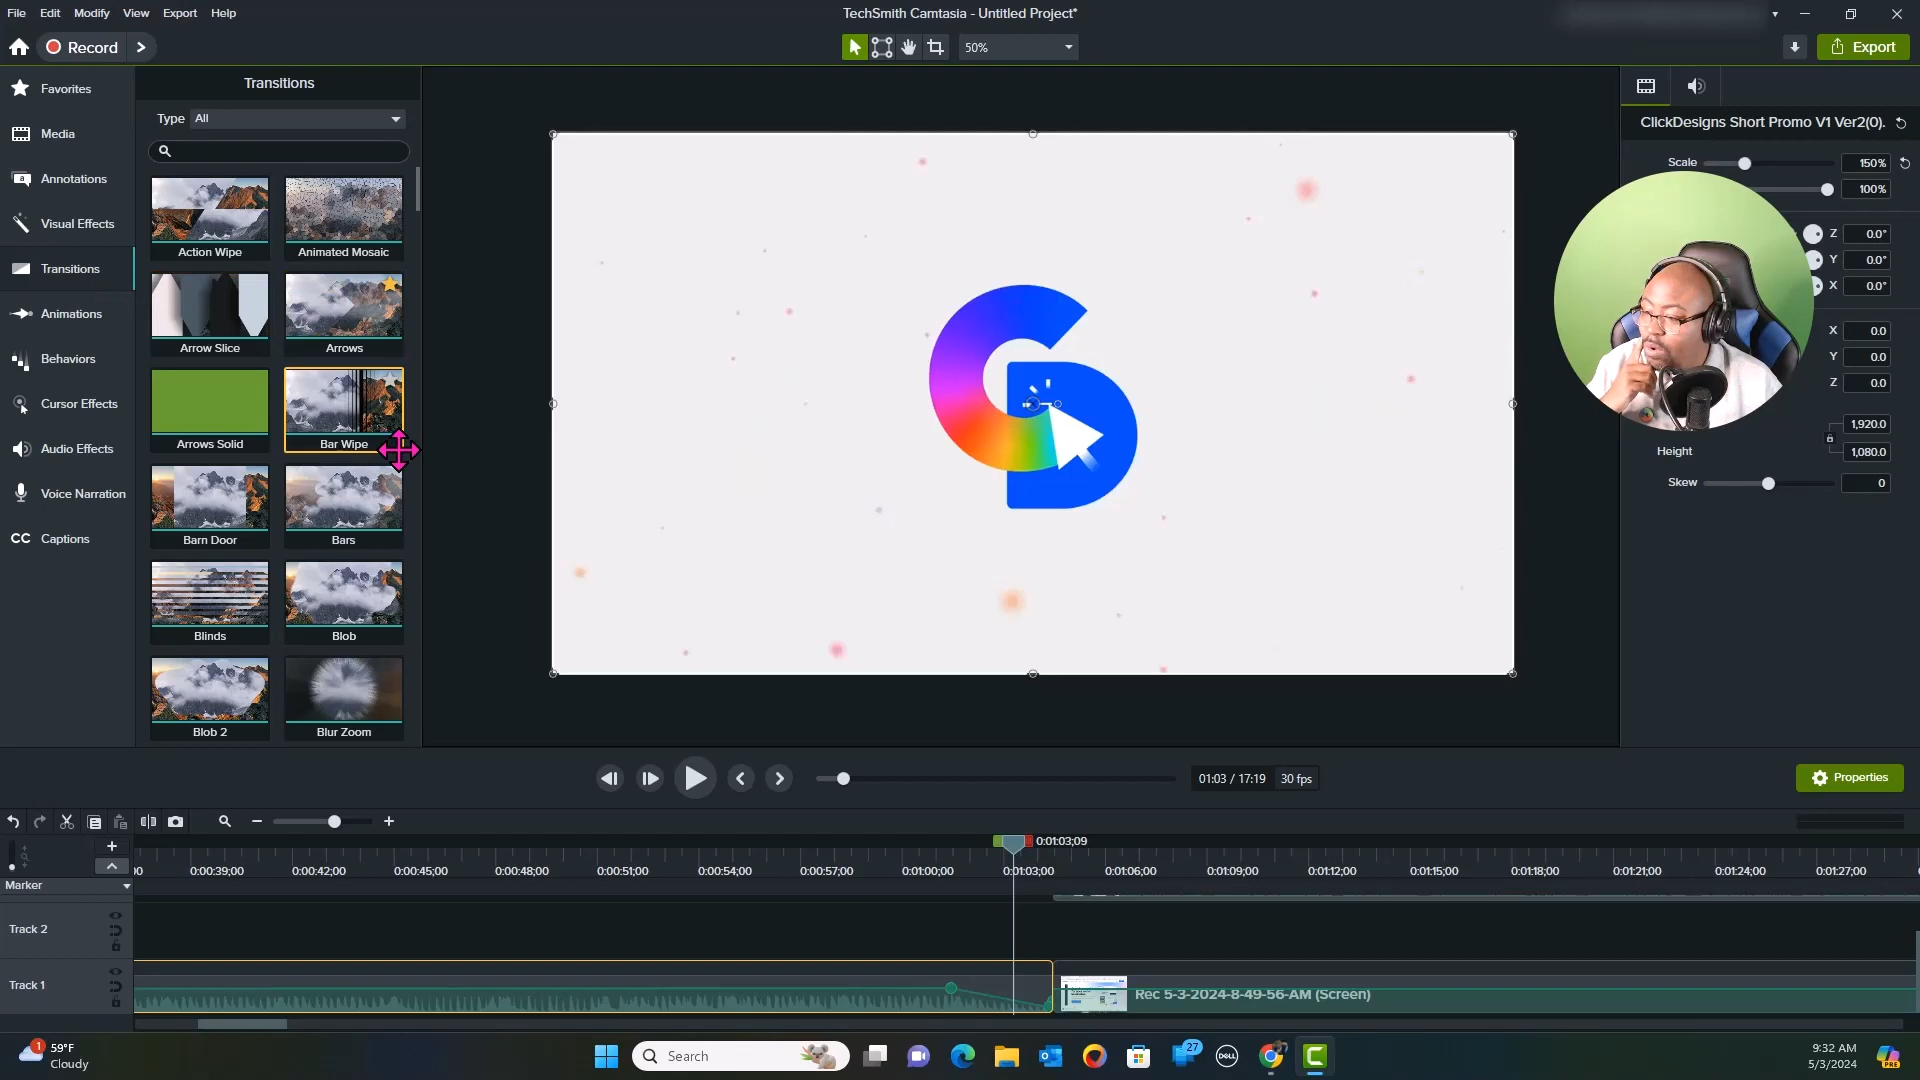 File Edit Modify View Export Help
TechSmith Camtasia - Untitled Project*
Record
50%
Export
Favorites
Media
Annotations
Visual Effects
Transitions
Animations
Behaviors
Cursor Effects
Audio Effects
Voice Narration
CC Captions
Transitions
Type All
Action Wipe
Animated Mosaic
Arrow Slice
Arrows
Arrows Solid
Bar Wipe
Barn Door
Bars
Blinds
Blob
Blob 2
Blur Zoom
ClickDesigns Short Promo V1 Ver2(0).
Scale 150%
100%
Z 0.0°
Y 0.0°
X 0.0°
X 0.0
Y 0.0
Z 0.0
1,920.0
Height 1,080.0
Skew 0
01:03 / 17:19 30 fps
Properties
0:01:03;09
00 0:00:39;00 0:00:42;00 0:00:45;00 0:00:48;00 0:00:51;00 0:00:54;00 0:00:57;00 0:01:00;00 0:01:03;00 0:01:06;00 0:01:09;00 0:01:12;00 0:01:15;00 0:01:18;00 0:01:21;00 0:01:24;00 0:01:27;00
Marker
Track 2
Track 1
Rec 5-3-2024-8-49-56-AM (Screen)
1
59°F
Cloudy
Search
27
DELL
9:32 AM
5/3/2024
PRE